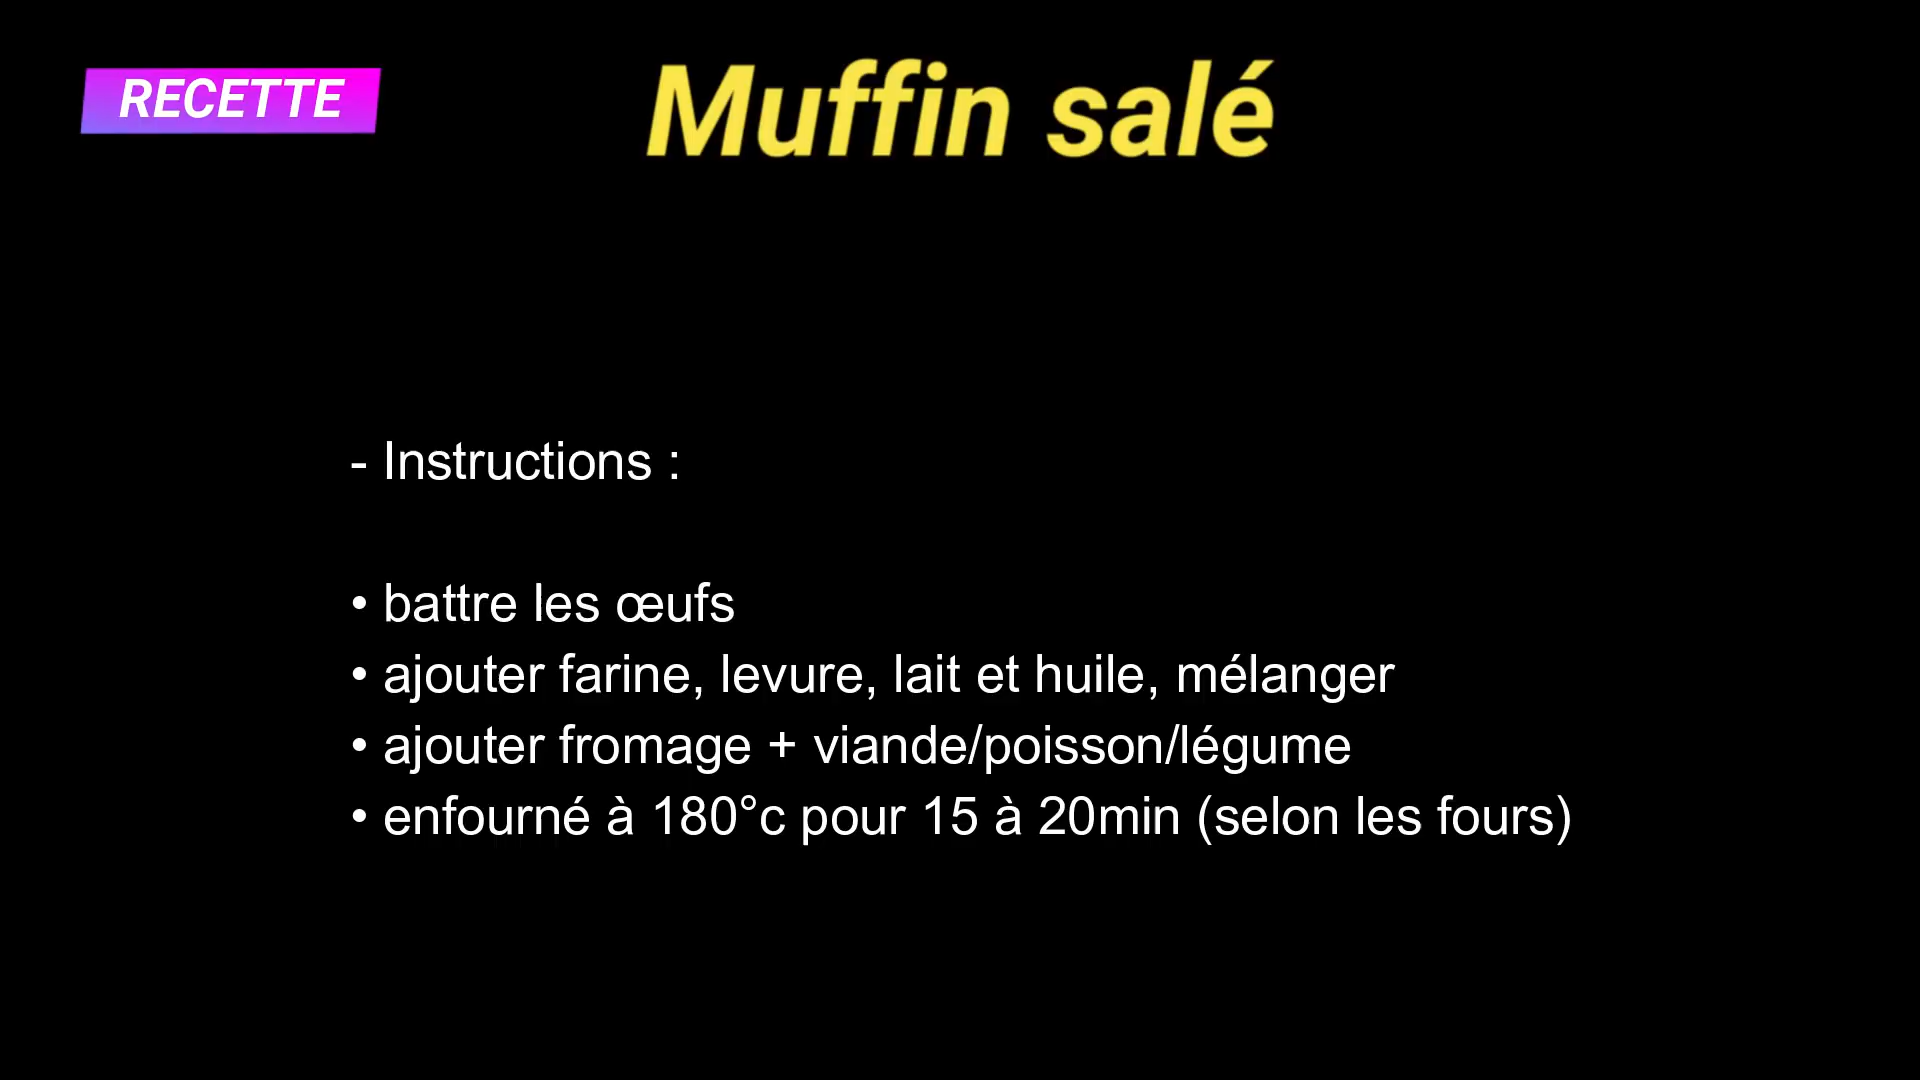 RECETTE
Muffin salé
- Instructions :
• battre les œufs
• ajouter farine, levure, lait et huile, mélanger
• ajouter fromage + viande/poisson/légume
• enfourné à 180°c pour 15 à 20min (selon les fours)